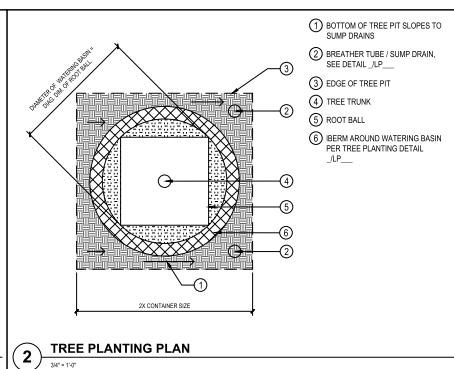 DIAMETER OF WATERING BASIN =
DIAG. DIM. OF ROOT BALL
3
2
4
5
6
2
1
2X CONTAINER SIZE
1 BOTTOM OF TREE PIT SLOPES TO
SUMP DRAINS
2 BREATHER TUBE / SUMP DRAIN,
SEE DETAIL _/LP___
3 EDGE OF TREE PIT
4 TREE TRUNK
5 ROOT BALL
6 IBERM AROUND WATERING BASIN
PER TREE PLANTING DETAIL
_/LP___
2 TREE PLANTING PLAN
3/4" = 1'-0"